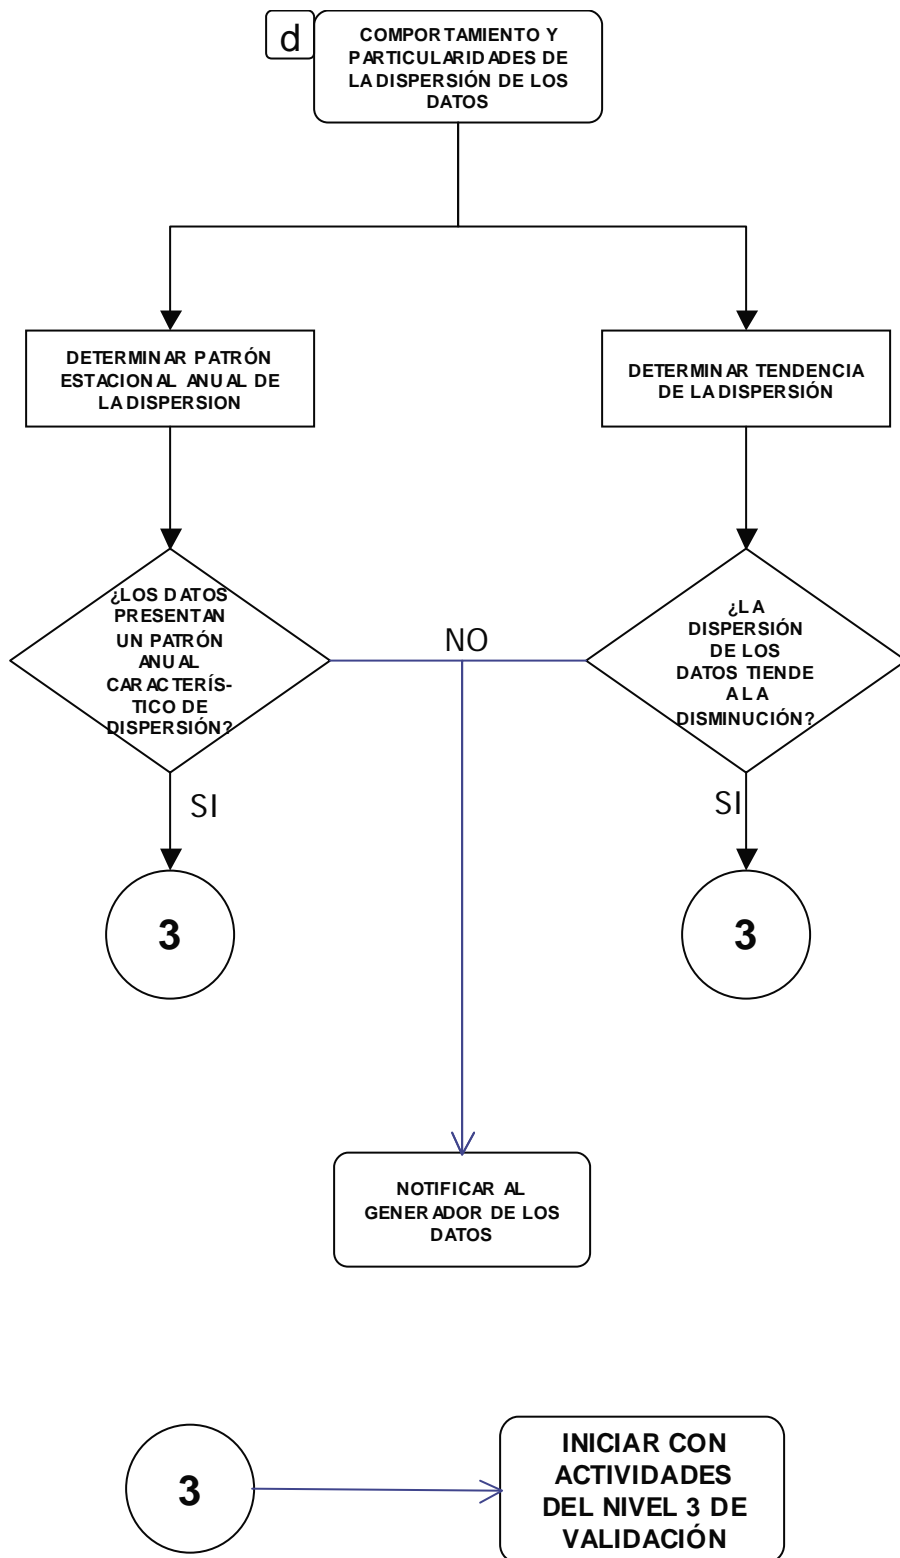 d
COMPORTAMIENTO Y
PARTICULARIDADES DE
LA DISPERSIÓN DE LOS
DATOS
DETERMINAR PATRÓN
ESTACIONAL ANUAL DE
LA DISPERSION
DETERMINAR TENDENCIA
DE LA DISPERSIÓN
¿LOS DATOS
PRESENTAN
UN PATRÓN
ANUAL
CARACTERÍS-
TICO DE
DISPERSIÓN?
NO
¿LA
DISPERSIÓN
DE LOS
DATOS TIENDE
A LA
DISMINUCIÓN?
SI
SI
3
3
NOTIFICAR AL
GENERADOR DE LOS
DATOS
3
INICIAR CON
ACTIVIDADES
DEL NIVEL 3 DE
VALIDACIÓN